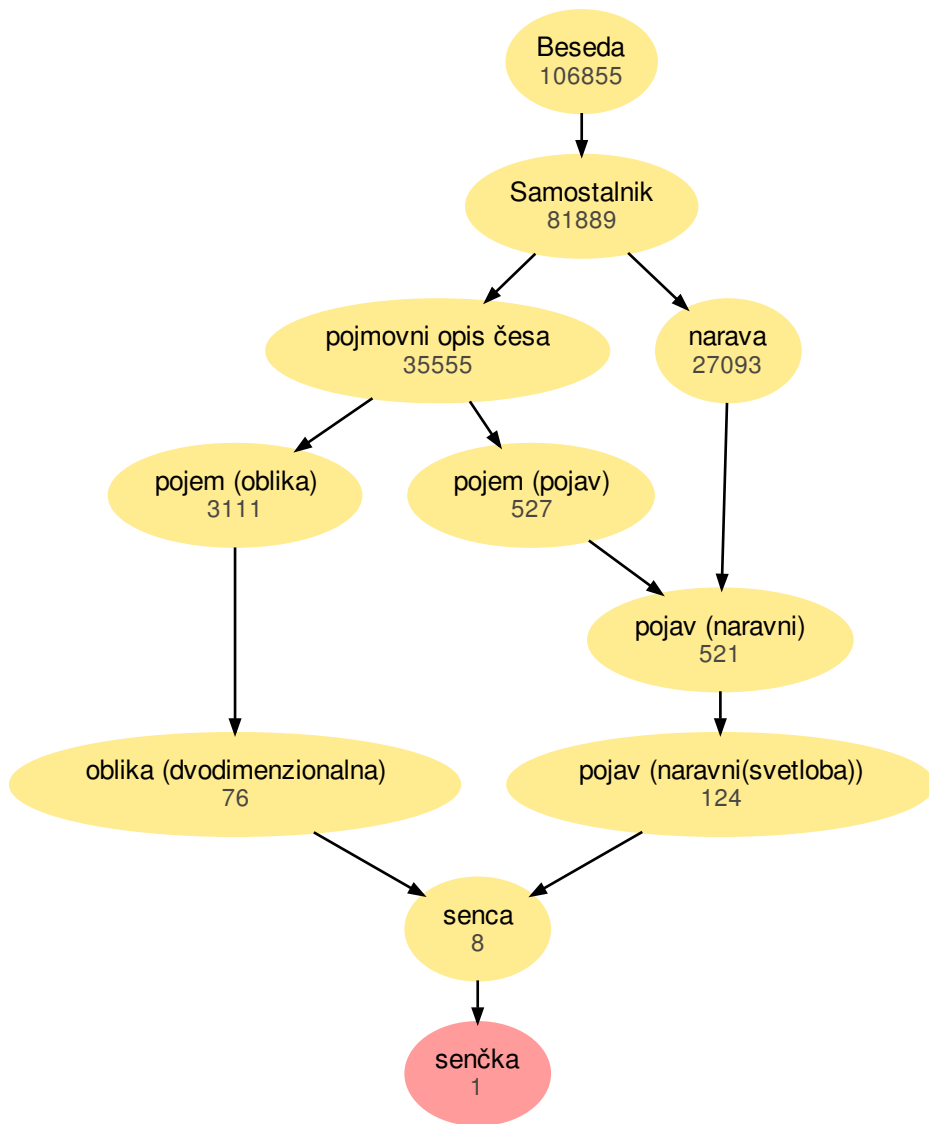 Beseda
106855
Samostalnik
81889
pojmovni opis česa
35555
narava
27093
pojem (oblika)
3111
pojem (pojav)
527
pojav (naravni)
521
oblika (dvodimenzionalna)
76
pojav (naravni(svetloba))
124
senca
8
senčka
1